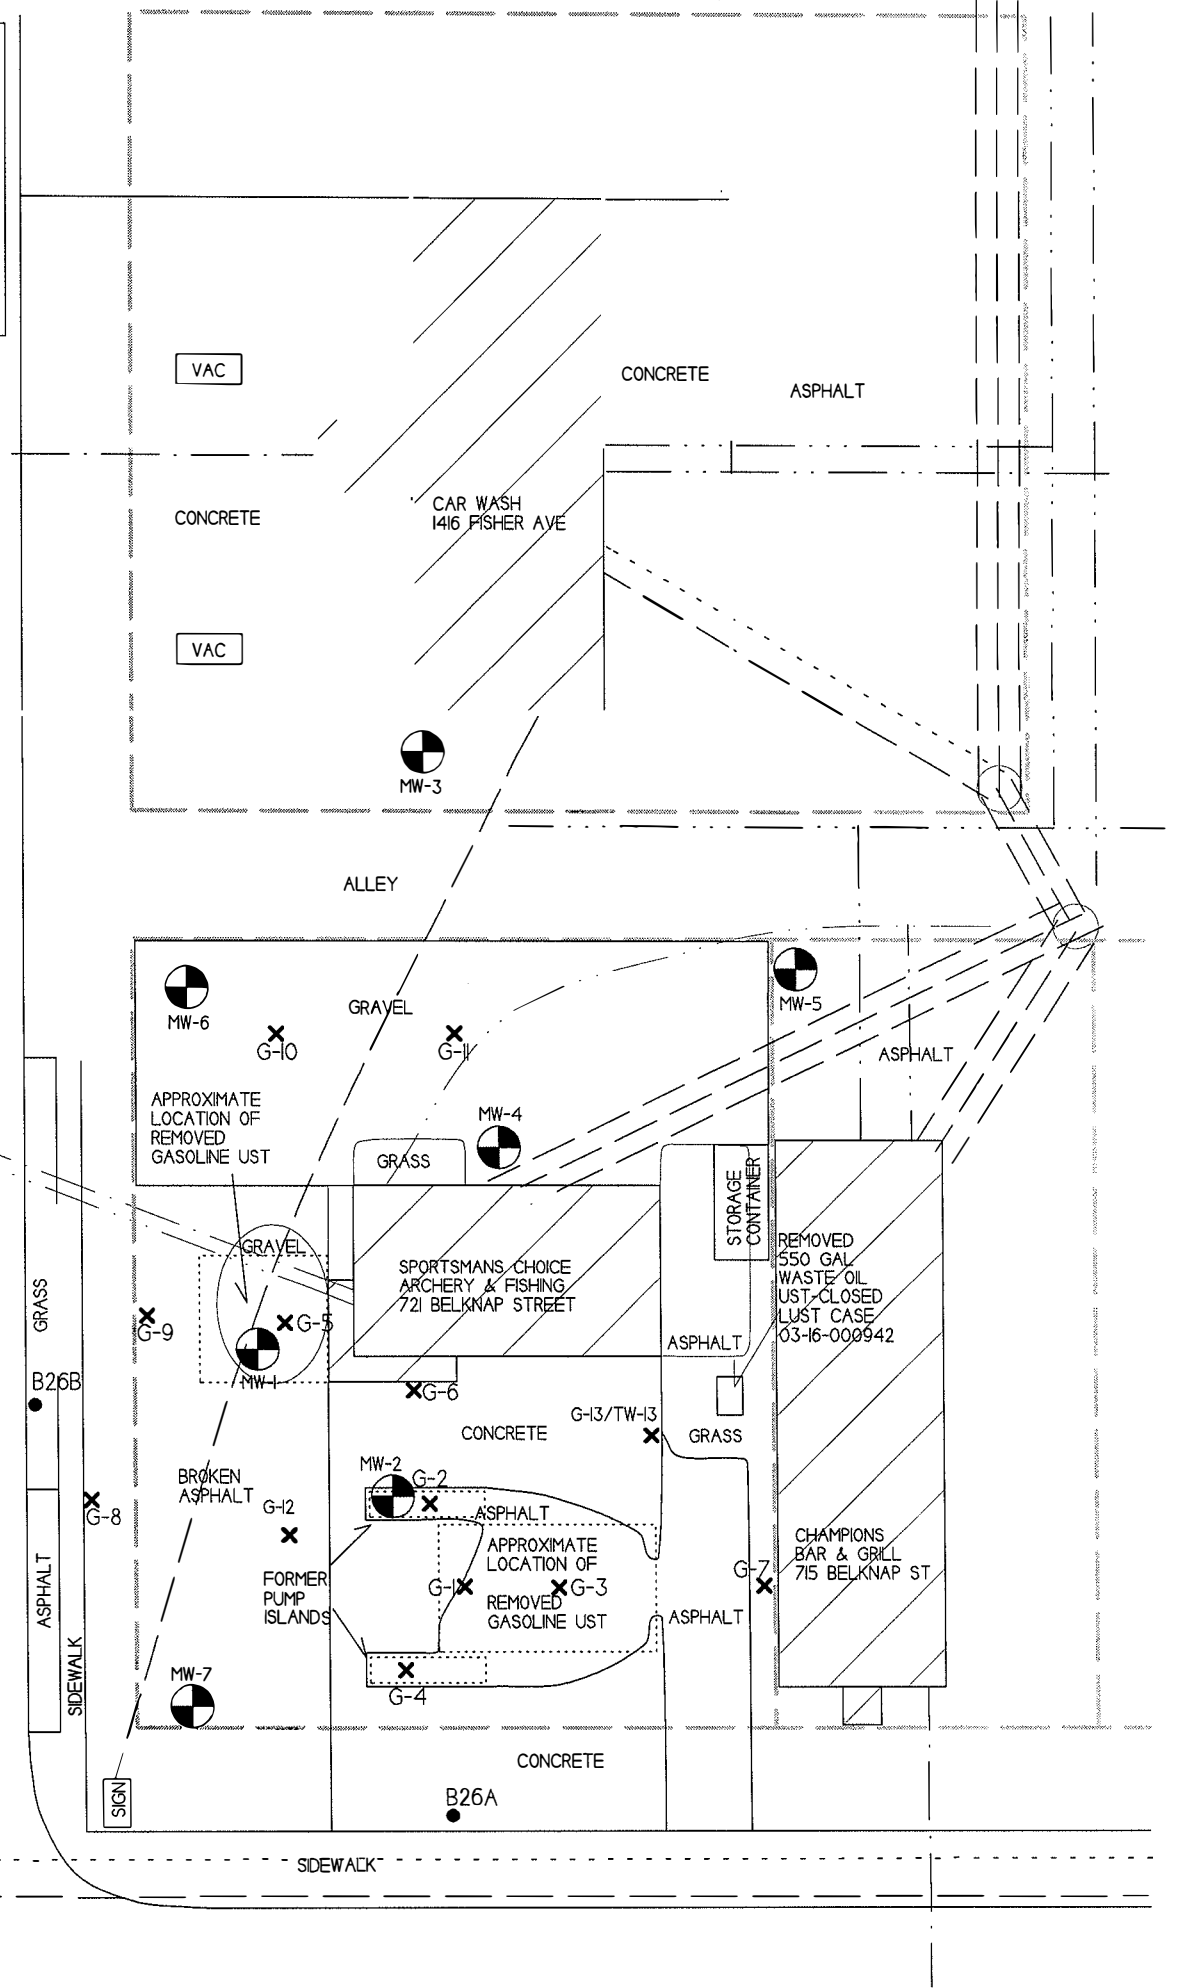 VAC
CONCRETE
ASPHALT
CAR WASH
1416 FISHER AVE
CONCRETE
VAC
MW-3
ALLEY
MW-6
GRAVEL
MW-5
G-10
G-11
ASPHALT
APPROXIMATE
LOCATION OF
REMOVED
GASOLINE UST
MW-4
GRASS
STORAGE
CONTAINER
GRAVEL
REMOVED
550 GAL
WASTE OIL
UST-CLOSED
LUST CASE
03-16-000942
SPORTSMANS CHOICE
ARCHERY & FISHING
721 BELKNAP STREET
GRASS
G-9
G-5
ASPHALT
MW-1
B26B
G-6
G-13/TW-13
CONCRETE
GRASS
MW-2
G-2
BROKEN
ASPHALT
G-8
G-12
ASPHALT
APPROXIMATE
LOCATION OF
REMOVED
GASOLINE UST
CHAMPIONS
BAR & GRILL
715 BELKNAP ST
FORMER
PUMP
ISLANDS
G-1
G-3
G-7
ASPHALT
ASPHALT
SIDEWALK
MW-7
G-4
CONCRETE
SIGN
B26A
SIDEWALK